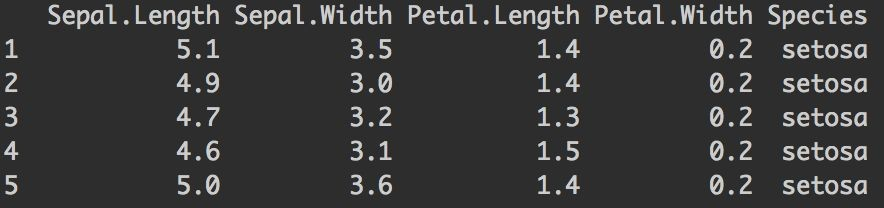 Sepal.Length Sepal.Width Petal.Length Petal.Width Species
1 5.1 3.5 1.4 0.2 setosa
2 4.9 3.0 1.4 0.2 setosa
3 4.7 3.2 1.3 0.2 setosa
4 4.6 3.1 1.5 0.2 setosa
5 5.0 3.6 1.4 0.2 setosa